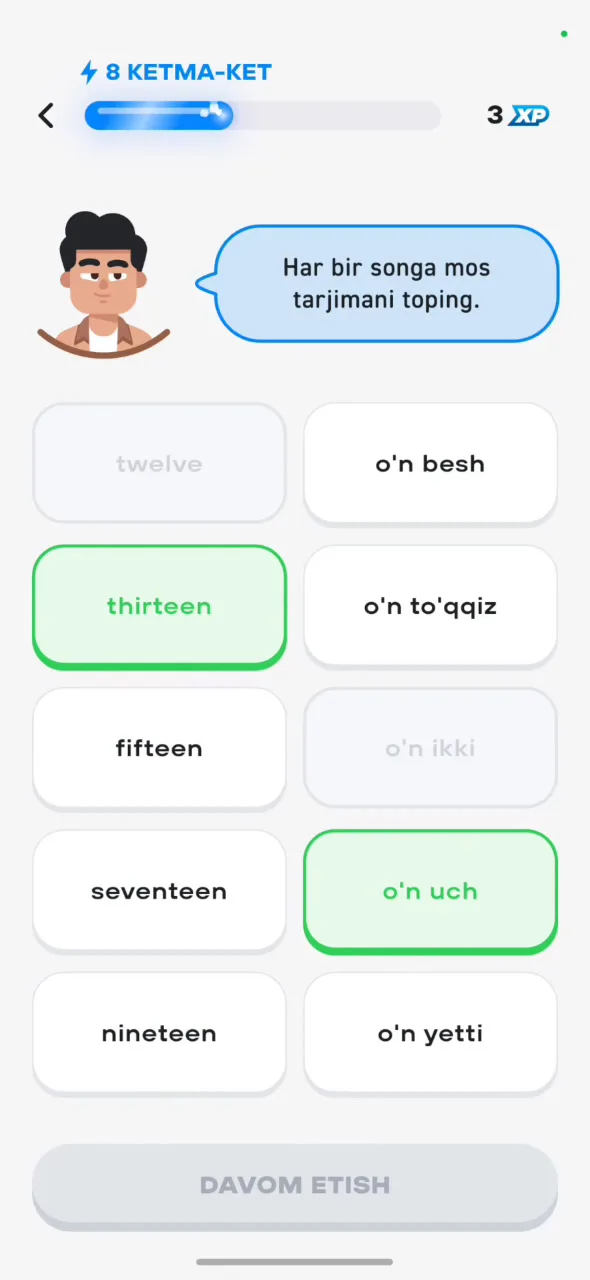 8 KETMA-KET
3 XP
Har bir songa mos
tarjimani toping.
twelve
o'n besh
thirteen
o'n to'qqiz
fifteen
o'n ikki
seventeen
o'n uch
nineteen
o'n yetti
DAVOM ETISH